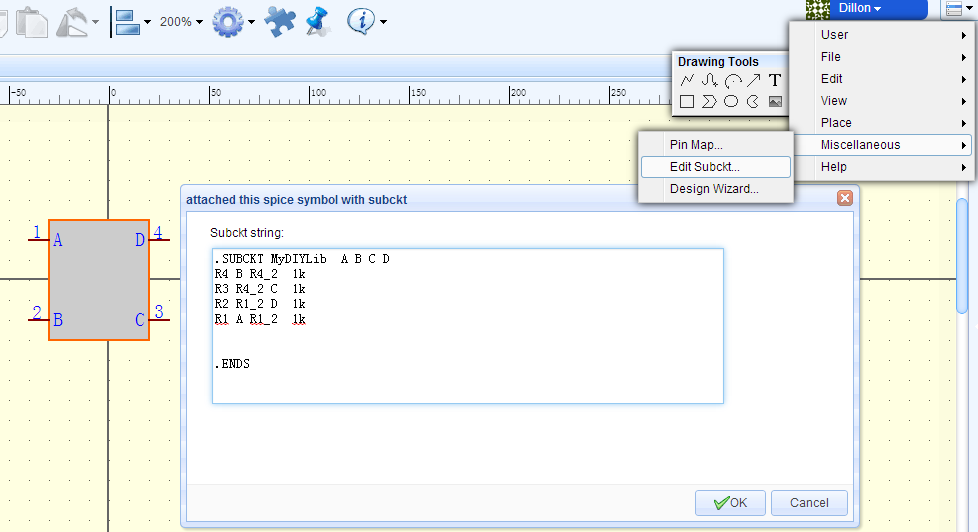 200%
Dillon
User
File
Edit
View
Place
Miscellaneous
Help
Drawing Tools
T
-50 0 50 100 150 200 250
Pin Map...
Edit Subckt...
Design Wizard...
attached this spice symbol with subckt
Subckt string:
.SUBCKT MyDIYLib A B C D
R4 B R4_2 1k
R3 R4_2 C 1k
R2 R1_2 D 1k
R1 A R1_2 1k
.ENDS
1 A D 4
2 B C 3
OK Cancel